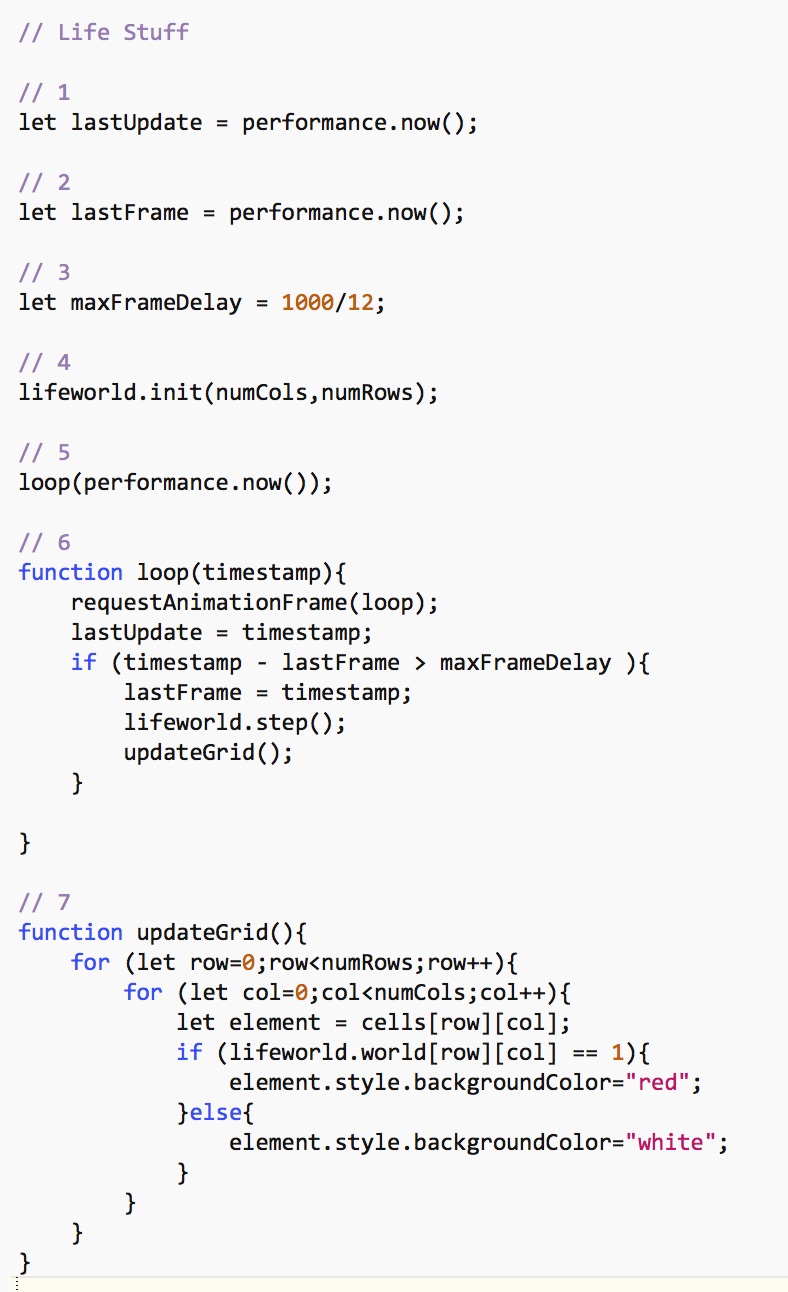 // Life Stuff
// 1
let lastUpdate = performance.now();
// 2
let lastFrame = performance.now();
// 3
let maxFrameDelay = 1000/12;
// 4
lifeworld.init(numCols,numRows);
// 5
loop(performance.now());
// 6
function loop(timestamp){
    requestAnimationFrame(loop);
    lastUpdate = timestamp;
    if (timestamp - lastFrame > maxFrameDelay ){
        lastFrame = timestamp;
        lifeworld.step();
        updateGrid();
    }
}
// 7
function updateGrid(){
    for (let row=0;row<numRows;row++){
        for (let col=0;col<numCols;col++){
            let element = cells[row][col];
            if (lifeworld.world[row][col] == 1){
                element.style.backgroundColor="red";
            }else{
                element.style.backgroundColor="white";
            }
        }
    }
}